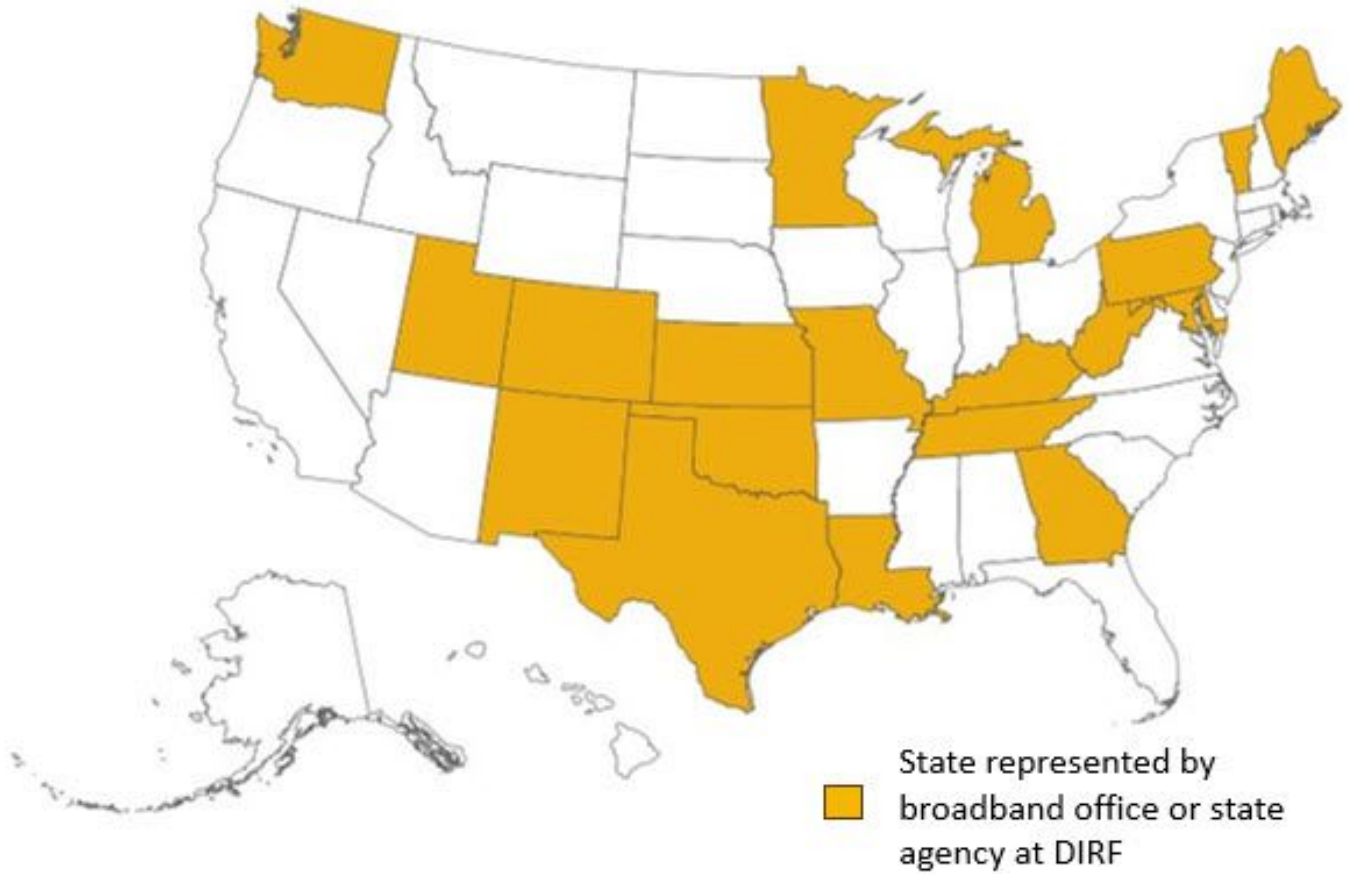 State represented by
broadband office or state
agency at DIRF